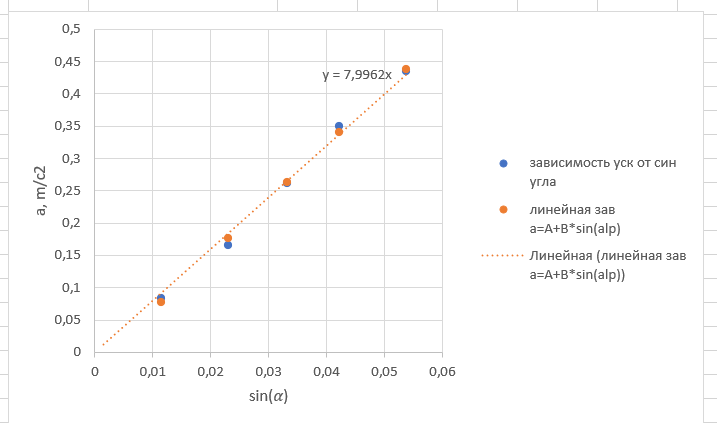 0,5
0,45
0,4
0,35
0,3
0,25
0,2
0,15
0,1
0,05
0
a, m/c2
y = 7,9962x
0 0,01 0,02 0,03 0,04 0,05 0,06
sin(α)
зависимость уск от син
угла
линейная зав
a=A+B*sin(alp)
Линейная (линейная зав
a=A+B*sin(alp))